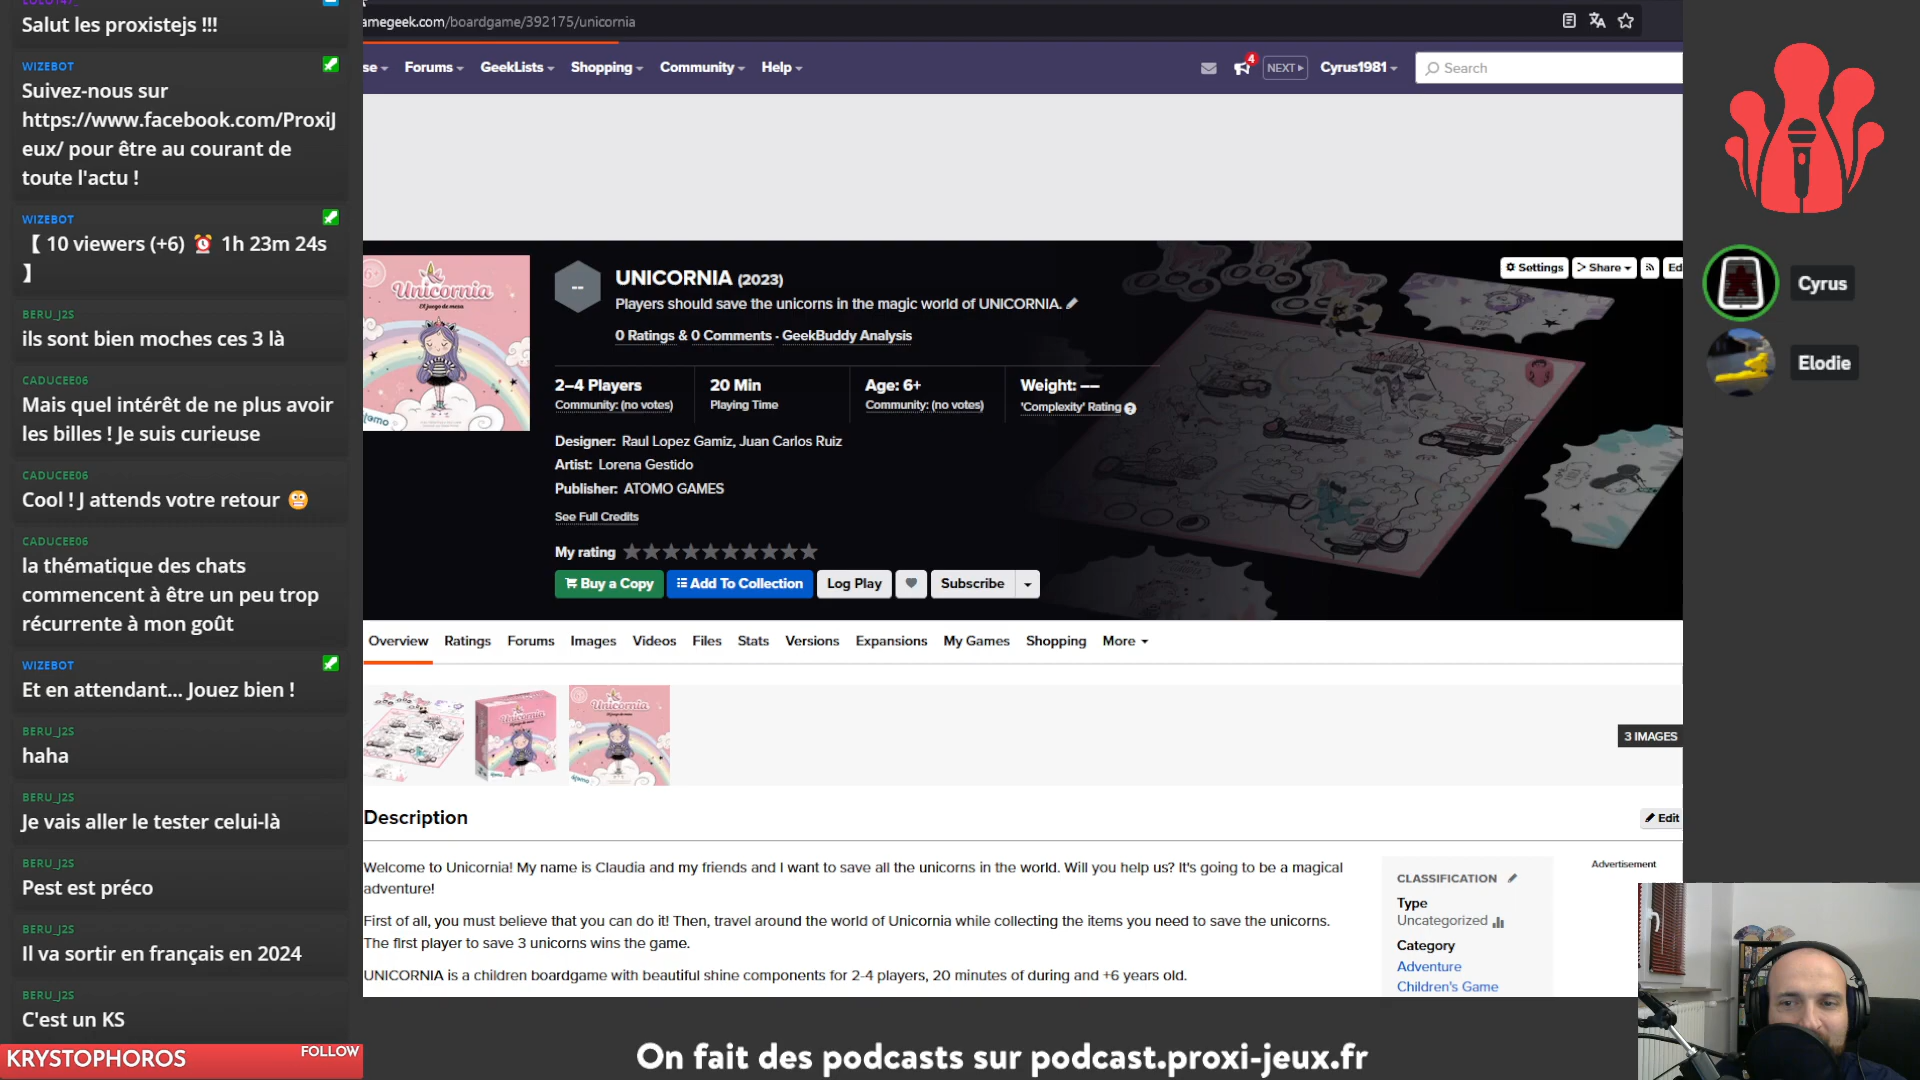 Salut les proxistejs !!!
WIZEBOT
Suivez-nous sur
https://www.facebook.com/ProxiJ
eux/ pour être au courant de
toute l'actu !
WIZEBOT
【 10 viewers (+6) ⏰ 1h 23m 24s
】
BERU_J2S
ils sont bien moches ces 3 là
CADUCEE06
Mais quel intérêt de ne plus avoir
les billes ! Je suis curieuse
CADUCEE06
Cool ! J attends votre retour 😬
CADUCEE06
la thématique des chats
commencent à être un peu trop
récurrente à mon goût
WIZEBOT
Et en attendant... Jouez bien !
BERU_J2S
haha
BERU_J2S
Je vais aller le tester celui-là
BERU_J2S
Pest est préco
BERU_J2S
Il va sortir en français en 2024
BERU_J2S
C'est un KS
KRYSTOPHOROS
FOLLOW
amegeek.com/boardgame/392175/unicornia
se Forums GeekLists Shopping Community Help
4
NEXT
Cyrus1981
Search
6+
Unicornia
El juego de mesa
atomo
--
UNICORNIA (2023)
Players should save the unicorns in the magic world of UNICORNIA.
0 Ratings & 0 Comments · GeekBuddy Analysis
Settings
Share
Ed
2–4 Players
Community: (no votes)
20 Min
Playing Time
Age: 6+
Community: (no votes)
Weight: ––
'Complexity' Rating
Designer: Raul Lopez Gamiz, Juan Carlos Ruiz
Artist: Lorena Gestido
Publisher: ATOMO GAMES
See Full Credits
My rating
Buy a Copy
Add To Collection
Log Play
Subscribe
Overview Ratings Forums Images Videos Files Stats Versions Expansions My Games Shopping More
Unicornia
Unicornia
3 IMAGES
Description
Edit
Welcome to Unicornia! My name is Claudia and my friends and I want to save all the unicorns in the world. Will you help us? It's going to be a magical
adventure!
First of all, you must believe that you can do it! Then, travel around the world of Unicornia while collecting the items you need to save the unicorns.
The first player to save 3 unicorns wins the game.
UNICORNIA is a children boardgame with beautiful shine components for 2-4 players, 20 minutes of during and +6 years old.
CLASSIFICATION
Type
Uncategorized
Category
Adventure
Children's Game
Advertisement
Cyrus
Elodie
On fait des podcasts sur podcast.proxi-jeux.fr